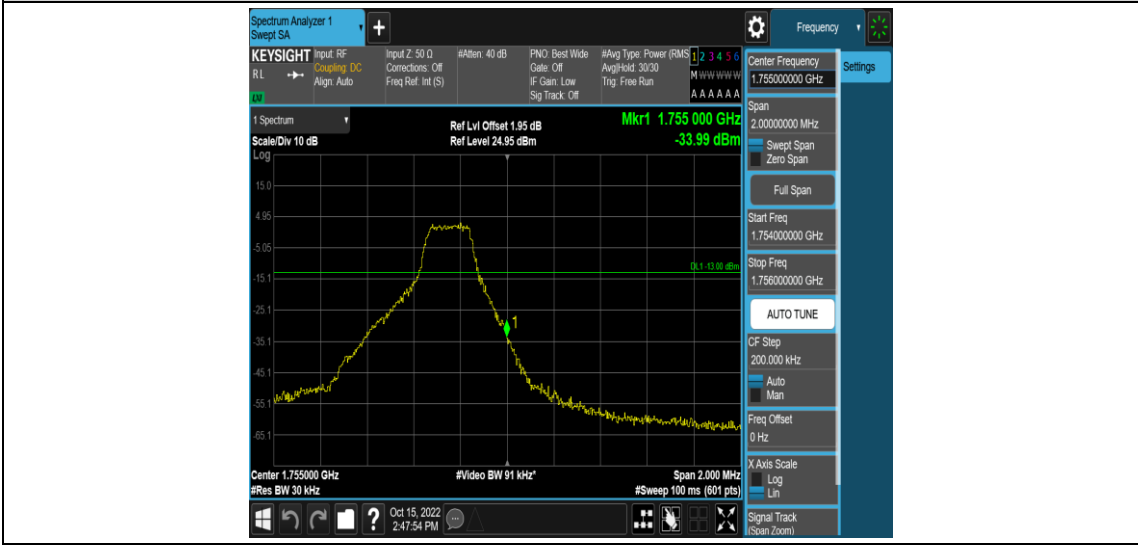 Spectrum Analyzer 1
Swept SA
+
Frequency
KEYSIGHT
RL
LM
Input: RF
Coupling: DC
Align: Auto
Input Z: 50 Ω
Corrections: Off
Freq Ref: Int (S)
#Atten: 40 dB
PNO: Best Wide
Gate: Off
IF Gain: Low
Sig Track: Off
#Avg Type: Power (RMS
Avg|Hold: 30/30
Trig: Free Run
1 2 3 4 5 6
M W W W W W
A A A A A A
1 Spectrum
Scale/Div 10 dB
Log
Ref Lvl Offset 1.95 dB
Ref Level 24.95 dBm
Mkr1 1.755 000 GHz
-33.99 dBm
15.0
4.95
-5.05
DL1 -13.00 dBm
-15.1
-25.1
1
-35.1
-45.1
-55.1
-65.1
Center 1.755000 GHz
#Video BW 91 kHz*
Span 2.000 MHz
#Res BW 30 kHz
#Sweep 100 ms (601 pts)
?
Oct 15, 2022
2:47:54 PM
Center Frequency
1.755000000 GHz
Settings
Span
2.00000000 MHz
Swept Span
Zero Span
Full Span
Start Freq
1.754000000 GHz
Stop Freq
1.756000000 GHz
AUTO TUNE
CF Step
200.000 kHz
Auto
Man
Freq Offset
0 Hz
X Axis Scale
Log
Lin
Signal Track
(Span Zoom)